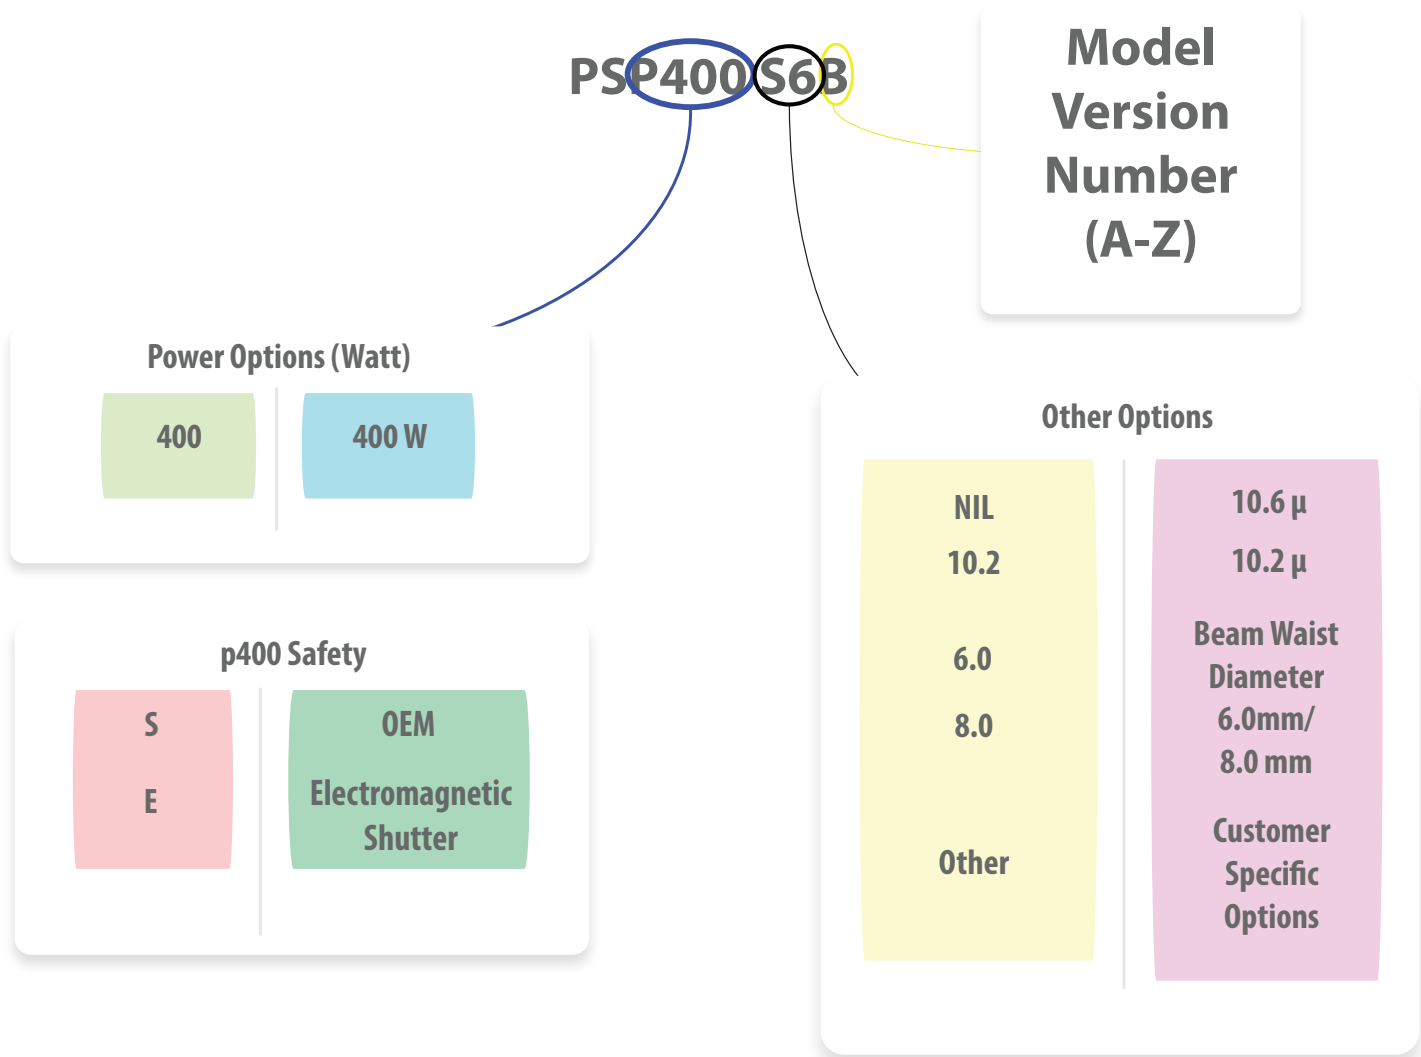 PSP400 S6B
Model
Version
Number
(A-Z)
Power Options (Watt)
400
400 W
p400 Safety
S
OEM
E
Electromagnetic
Shutter
Other Options
NIL
10.6 µ
10.2
10.2 µ
6.0
8.0
Beam Waist
Diameter
6.0mm/
8.0 mm
Other
Customer
Specific
Options